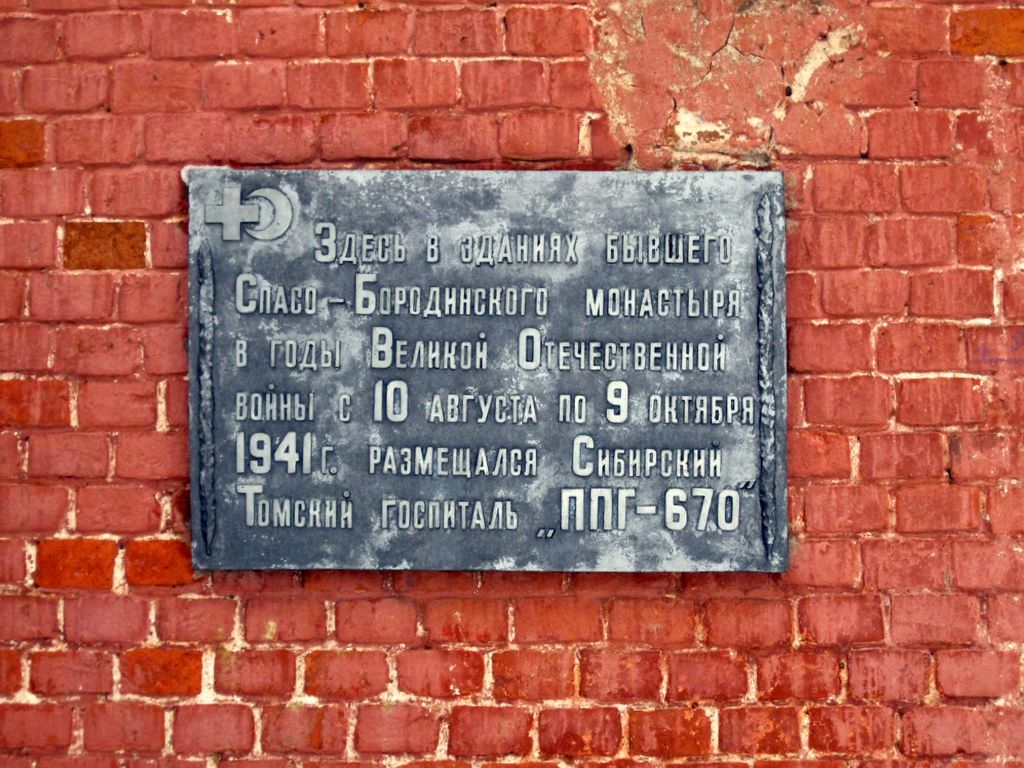 Здесь в зданиях бывшего
Спасо-Бородинского монастыря
в годы Великой Отечественной
войны с 10 августа по 9 октября
1941 г. размещался Сибирский
Томский госпиталь „ППГ-670"